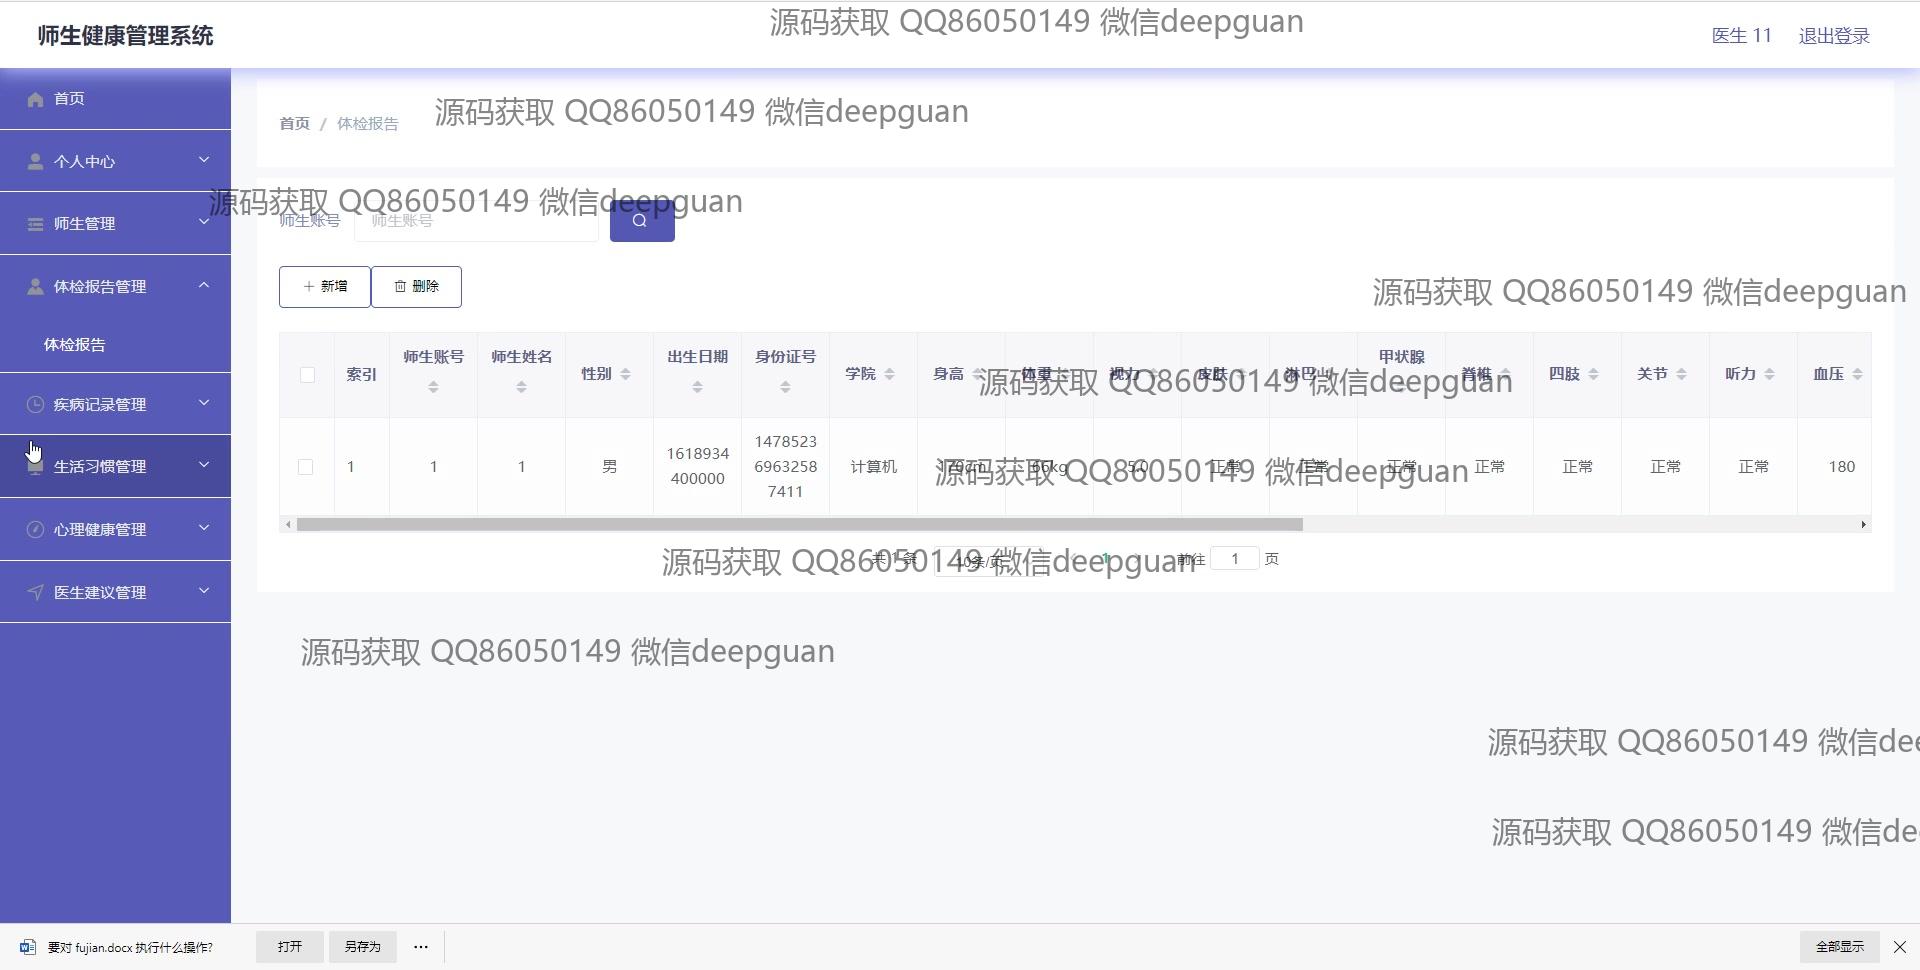 师生健康管理系统
源码获取 QQ86050149 微信deepguan
医生 11
退出登录
首页
个人中心
师生管理
体检报告管理
体检报告
疾病记录管理
生活习惯管理
心理健康管理
医生建议管理
首页 / 体检报告
源码获取 QQ86050149 微信deepguan
源码获取 QQ86050149 微信deepguan
师生账号
师生账号
新增
删除
源码获取 QQ86050149 微信deepguan
索引 师生账号 师生姓名 性别 出生日期 身份证号 学院 身高 体重 视力 皮肤 淋巴 甲状腺 脊椎 四肢 关节 听力 血压
源码获取 QQ86050149 微信deepguan
1 1 1 男 1618934400000 147852369632587411 计算机 170cm 66kg 5.0 正常 正常 正常 正常 正常 正常 正常 180
源码获取 QQ86050149 微信deepguan
共 1 条 10条/页 1 前往 1 页
源码获取 QQ86050149 微信deepguan
源码获取 QQ86050149 微信deepguan
源码获取 QQ86050149 微信dee
源码获取 QQ86050149 微信de
要对 fujian.docx 执行什么操作?
打开
另存为
···
全部显示